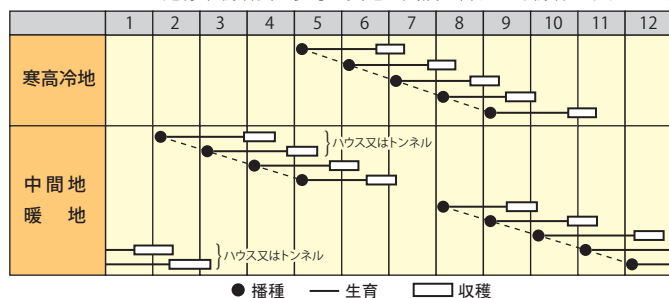 1 2 3 4 5 6 7 8 9 10 11 12
寒高冷地
ハウス又はトンネル
中間地
暖地
ハウス又はトンネル
播種 生育 収穫